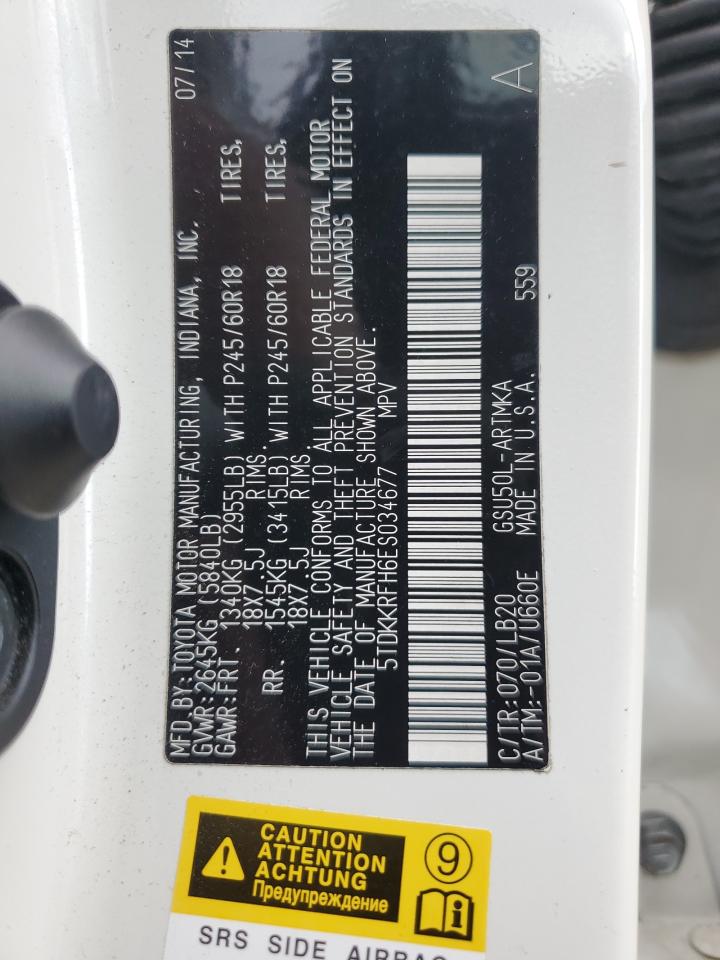 MFD.BY:TOYOTA MOTOR MANUFACTURING, INDIANA, INC. 07/14
GVWR:2645KG (5840LB)
GAWR:FRT. 1340KG (2955LB) WITH P245/60R18 TIRES,
18X7.5J RIMS.
RR. 1545KG (3415LB) WITH P245/60R18 TIRES,
18X7.5J RIMS.
THIS VEHICLE CONFORMS TO ALL APPLICABLE FEDERAL MOTOR
VEHICLE SAFETY AND THEFT PREVENTION STANDARDS IN EFFECT ON
THE DATE OF MANUFACTURE SHOWN ABOVE.
5TDKKRFH6ES034677 MPV
C/TR:070/LB20 GSU50L-ARTMKA
A/TM:-01A/U660E MADE IN U.S.A. 559
A
CAUTION
ATTENTION
ACHTUNG
Предупреждение
9
SRS SIDE AIRBAG